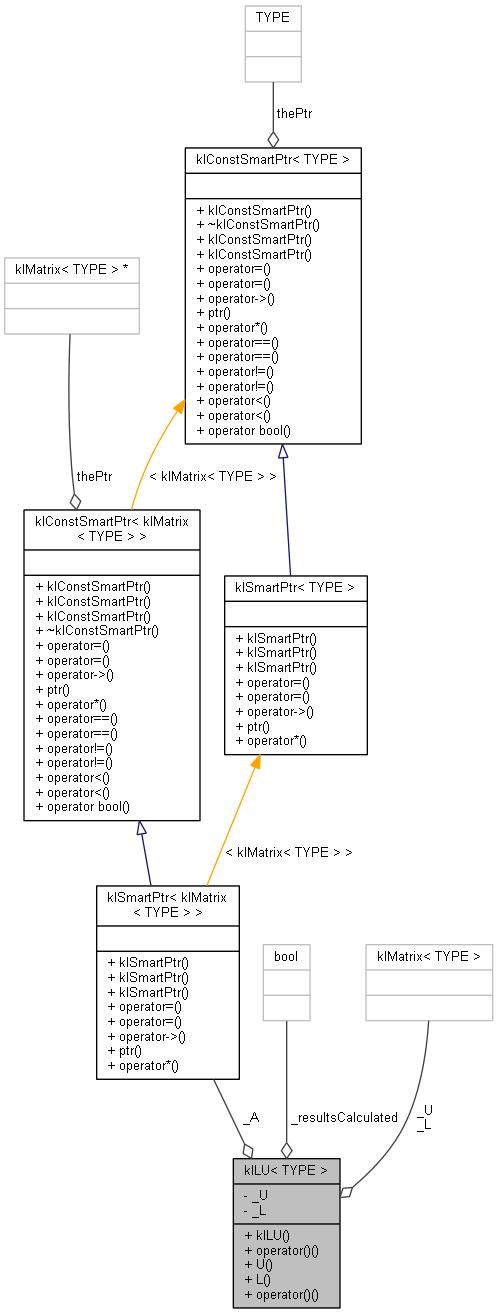 TYPE
thePtr
klConstSmartPtr< TYPE >
+ klConstSmartPtr()
+ ~klConstSmartPtr()
+ klConstSmartPtr()
+ klConstSmartPtr()
+ operator=()
+ operator=()
+ operator->()
+ ptr()
+ operator*()
+ operator==()
+ operator==()
+ operator!=()
+ operator!=()
+ operator<()
+ operator<()
+ operator bool()
klMatrix< TYPE > *
thePtr
< klMatrix< TYPE > >
klConstSmartPtr< klMatrix
< TYPE > >
+ klConstSmartPtr()
+ klConstSmartPtr()
+ klConstSmartPtr()
+ ~klConstSmartPtr()
+ operator=()
+ operator=()
+ operator->()
+ ptr()
+ operator*()
+ operator==()
+ operator==()
+ operator!=()
+ operator!=()
+ operator<()
+ operator<()
+ operator bool()
klSmartPtr< TYPE >
+ klSmartPtr()
+ klSmartPtr()
+ klSmartPtr()
+ operator=()
+ operator=()
+ operator->()
+ ptr()
+ operator*()
< klMatrix< TYPE > >
klSmartPtr< klMatrix
< TYPE > >
+ klSmartPtr()
+ klSmartPtr()
+ klSmartPtr()
+ operator=()
+ operator=()
+ operator->()
+ ptr()
+ operator*()
bool
klMatrix< TYPE >
_A
_resultsCalculated
_U
_L
klLU< TYPE >
- _U
- _L
+ klLU()
+ operator()()
+ U()
+ L()
+ operator()()